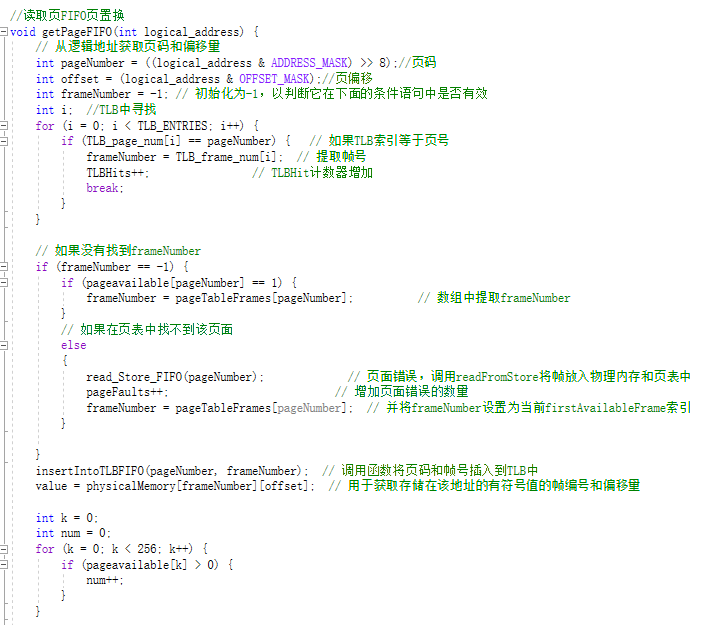 //读取页FIFO页置换
void getPageFIFO(int logical_address) {
    // 从逻辑地址获取页码和偏移量
    int pageNumber = ((logical_address & ADDRESS_MASK) >> 8);//页码
    int offset = (logical_address & OFFSET_MASK);//页偏移
    int frameNumber = -1; // 初始化为-1，以判断它在下面的条件语句中是否有效
    int i;  //TLB中寻找
    for (i = 0; i < TLB_ENTRIES; i++) {
        if (TLB_page_num[i] == pageNumber) {   // 如果TLB索引等于页号
            frameNumber = TLB_frame_num[i];  // 提取帧号
            TLBHits++;                // TLBHit计数器增加
            break;
        }
    }

    // 如果没有找到frameNumber
    if (frameNumber == -1) {
        if (pageavailable[pageNumber] == 1) {
            frameNumber = pageTableFrames[pageNumber];          // 数组中提取frameNumber
        }
        // 如果在页表中找不到该页面
        else
        {
            read_Store_FIFO(pageNumber);             // 页面错误，调用readFromStore将帧放入物理内存和页表中
            pageFaults++;                          // 增加页面错误的数量
            frameNumber = pageTableFrames[pageNumber];  // 并将frameNumber设置为当前firstAvailableFrame索引
        }

    }
    insertIntoTLBFIFO(pageNumber, frameNumber);  // 调用函数将页码和帧号插入到TLB中
    value = physicalMemory[frameNumber][offset];  // 用于获取存储在该地址的有符号值的帧编号和偏移量

    int k = 0;
    int num = 0;
    for (k = 0; k < 256; k++) {
        if (pageavailable[k] > 0) {
            num++;
        }
    }